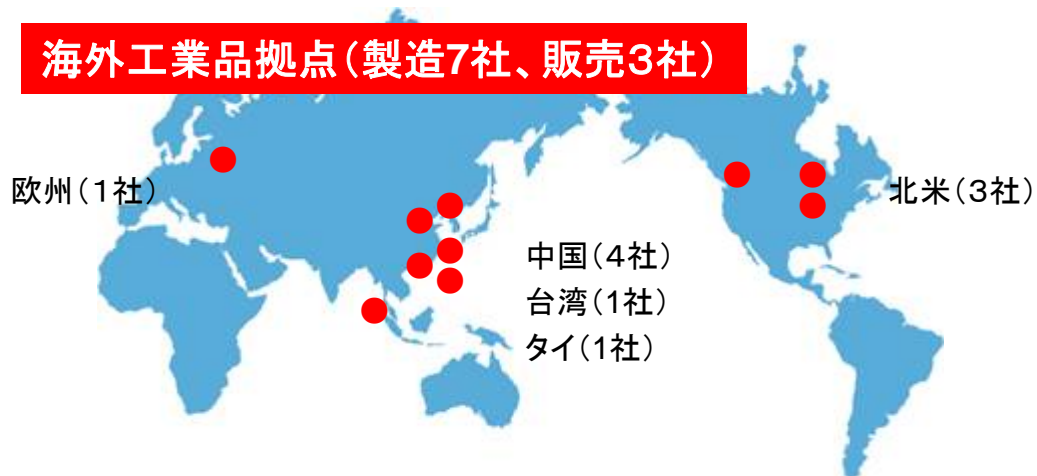 海外工業品拠点（製造7社、販売３社）
欧州（１社）
北米（３社）
中国（４社）
台湾（1社）
タイ（1社）